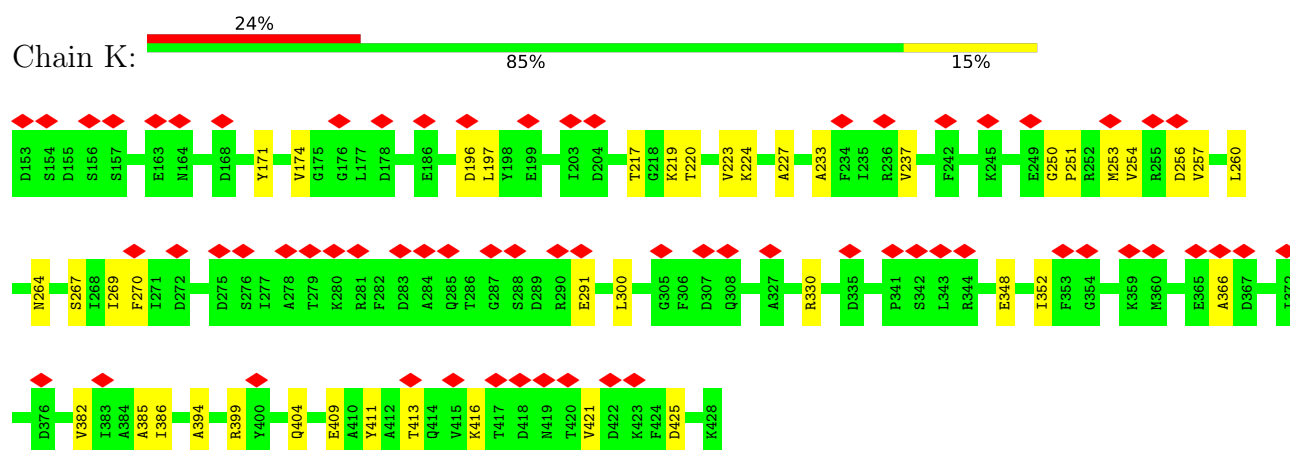 24%
Chain K:
85% 15%
D153 S154 D155 S156 S157 E163 N164 D168 Y171 V174 G175 G176 L177 D178 E186 D196 L197 Y198 E199 I203 D204 T217 G218 K219 T220 V223 K224 A227 A233 F234 I235 R236 V237 F242 K245 E249 G250 P251 R252 M253 V254 R255 D256 V257 L260
N264 S267 I268 I269 F270 I271 D272 D275 S276 I277 A278 T279 K280 R281 F282 D283 A284 Q285 T286 G287 S288 D289 R290 E291 L300 G305 F306 D307 Q308 A327 R330 D335 P341 S342 L343 R344 E348 I352 F353 G354 K359 M360 E365 A366 D367
D376 V382 I383 A384 A385 I386 A394 R399 Y400 Q404 E409 A410 Y411 A412 T413 Q414 V415 K416 T417 D418 N419 T420 V421 D422 K423 F424 D425 K428